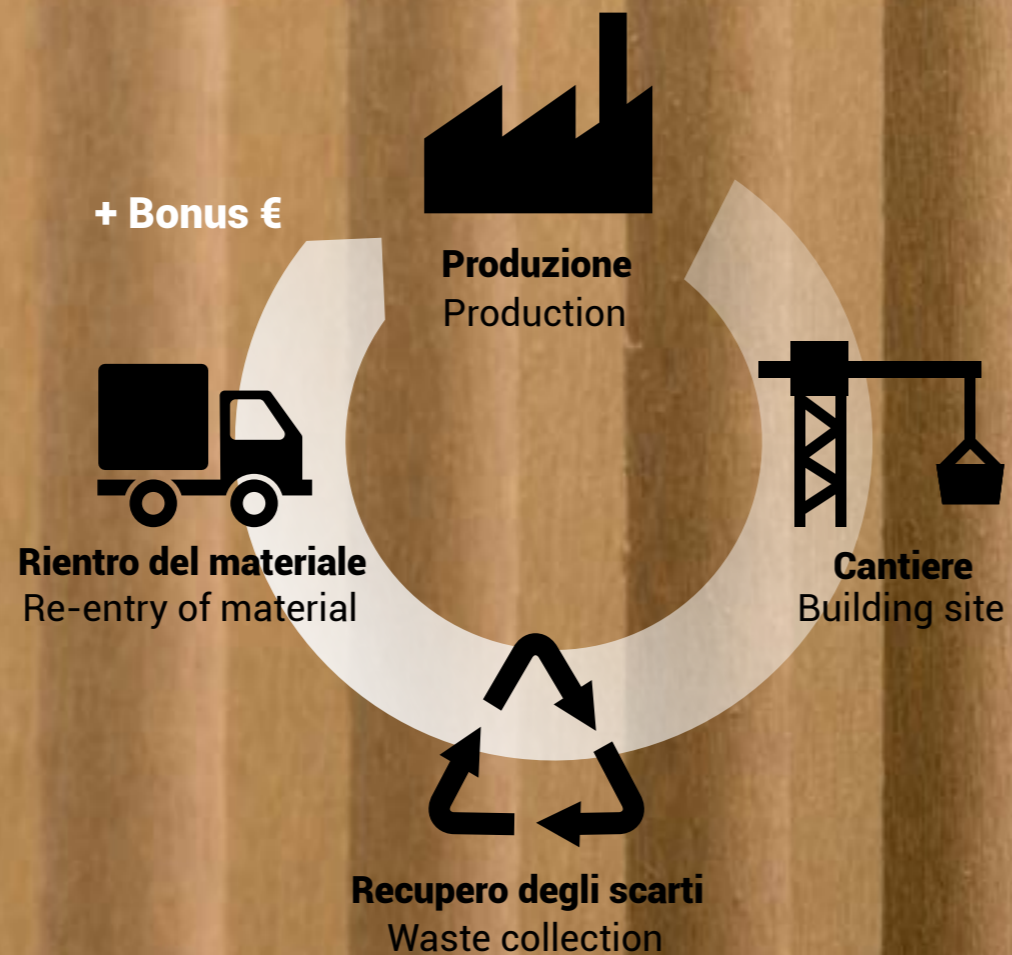 + Bonus €
Produzione
Production
Rientro del materiale
Re-entry of material
Cantiere
Building site
Recupero degli scarti
Waste collection